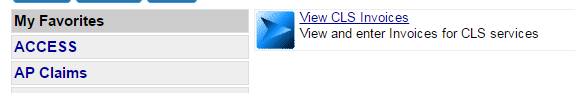 My Favorites
ACCESS
AP Claims
View CLS Invoices
View and enter Invoices for CLS services